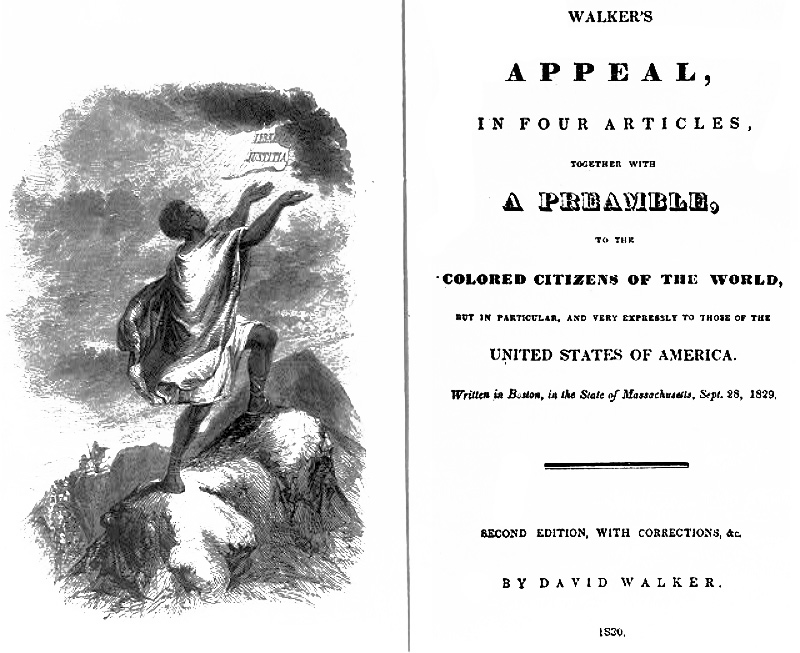 JUSTITIA
WALKER'S
APPEAL,
IN FOUR ARTICLES,
TOGETHER WITH
A PREAMBLE,
TO THE
COLORED CITIZENS OF THE WORLD,
BUT IN PARTICULAR, AND VERY EXPRESSLY TO THOSE OF THE
UNITED STATES OF AMERICA.
Written in Boston, in the State of Massachusetts, Sept. 28, 1829.
SECOND EDITION, WITH CORRECTIONS, &c.
BY DAVID WALKER.
1830.